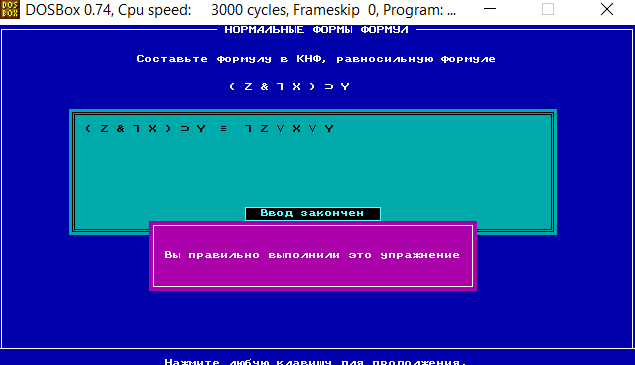 DOSBox 0.74, Cpu speed: 3000 cycles, Frameskip 0, Program: ...
НОРМАЛЬНЫЕ ФОРМЫ ФОРМУЛ
Составьте формулу в КНФ, равносильную формуле
( Z & ˥ X ) ⊃ Y
( Z & ˥ X ) ⊃ Y ≡ ˥ Z ∨ X ∨ Y
Ввод закончен
Вы правильно выполнили это упражнение
Нажмите любую клавишу для продолжения.